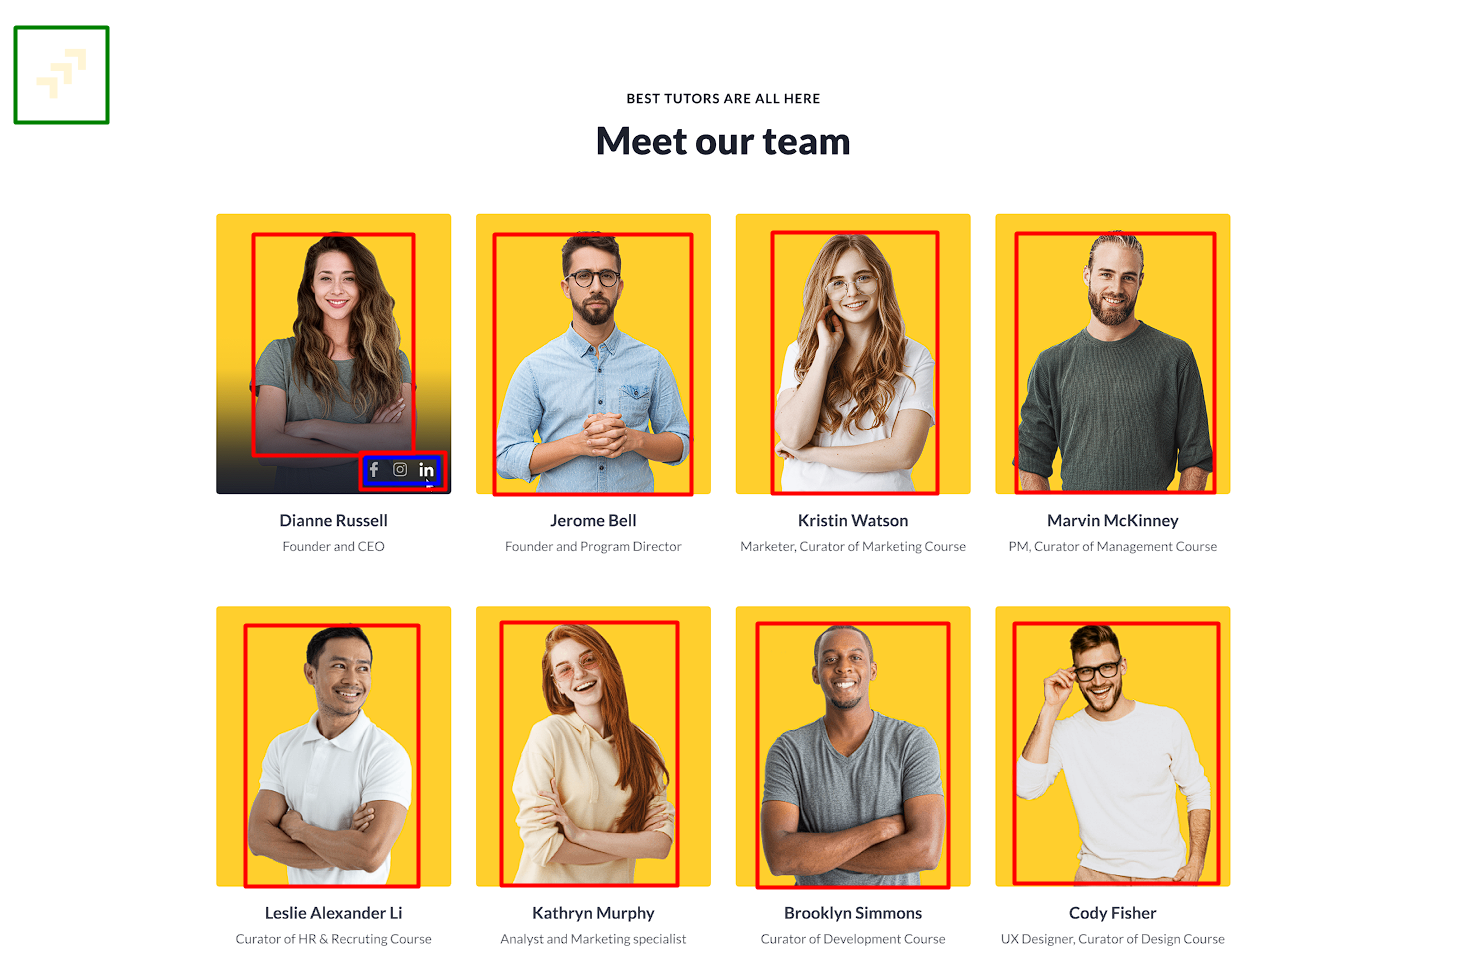 BEST TUTORS ARE ALL HERE
Meet our team
in
Dianne Russell
Founder and CEO
Jerome Bell
Founder and Program Director
Kristin Watson
Marketer, Curator of Marketing Course
Marvin McKinney
PM, Curator of Management Course
Leslie Alexander Li
Curator of HR & Recruting Course
Kathryn Murphy
Analyst and Marketing specialist
Brooklyn Simmons
Curator of Development Course
Cody Fisher
UX Designer, Curator of Design Course